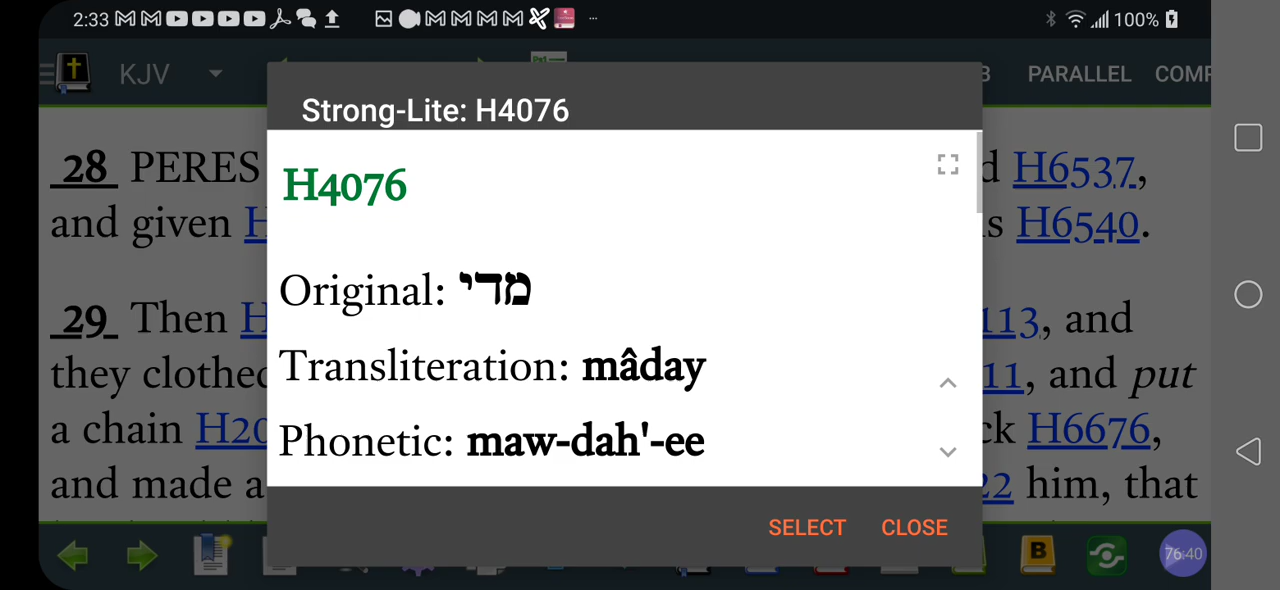 2:33
100%
KJV
B PARALLEL COMP
Strong-Lite: H4076
H4076
Original: מדי
Transliteration: mâday
Phonetic: maw-dah'-ee
SELECT CLOSE
28 PERES d H6537,
and given H s H6540.
29 Then H 113, and
they clothed 11, and put
a chain H20 ck H6676,
and made a 22 him, that
B
76:40